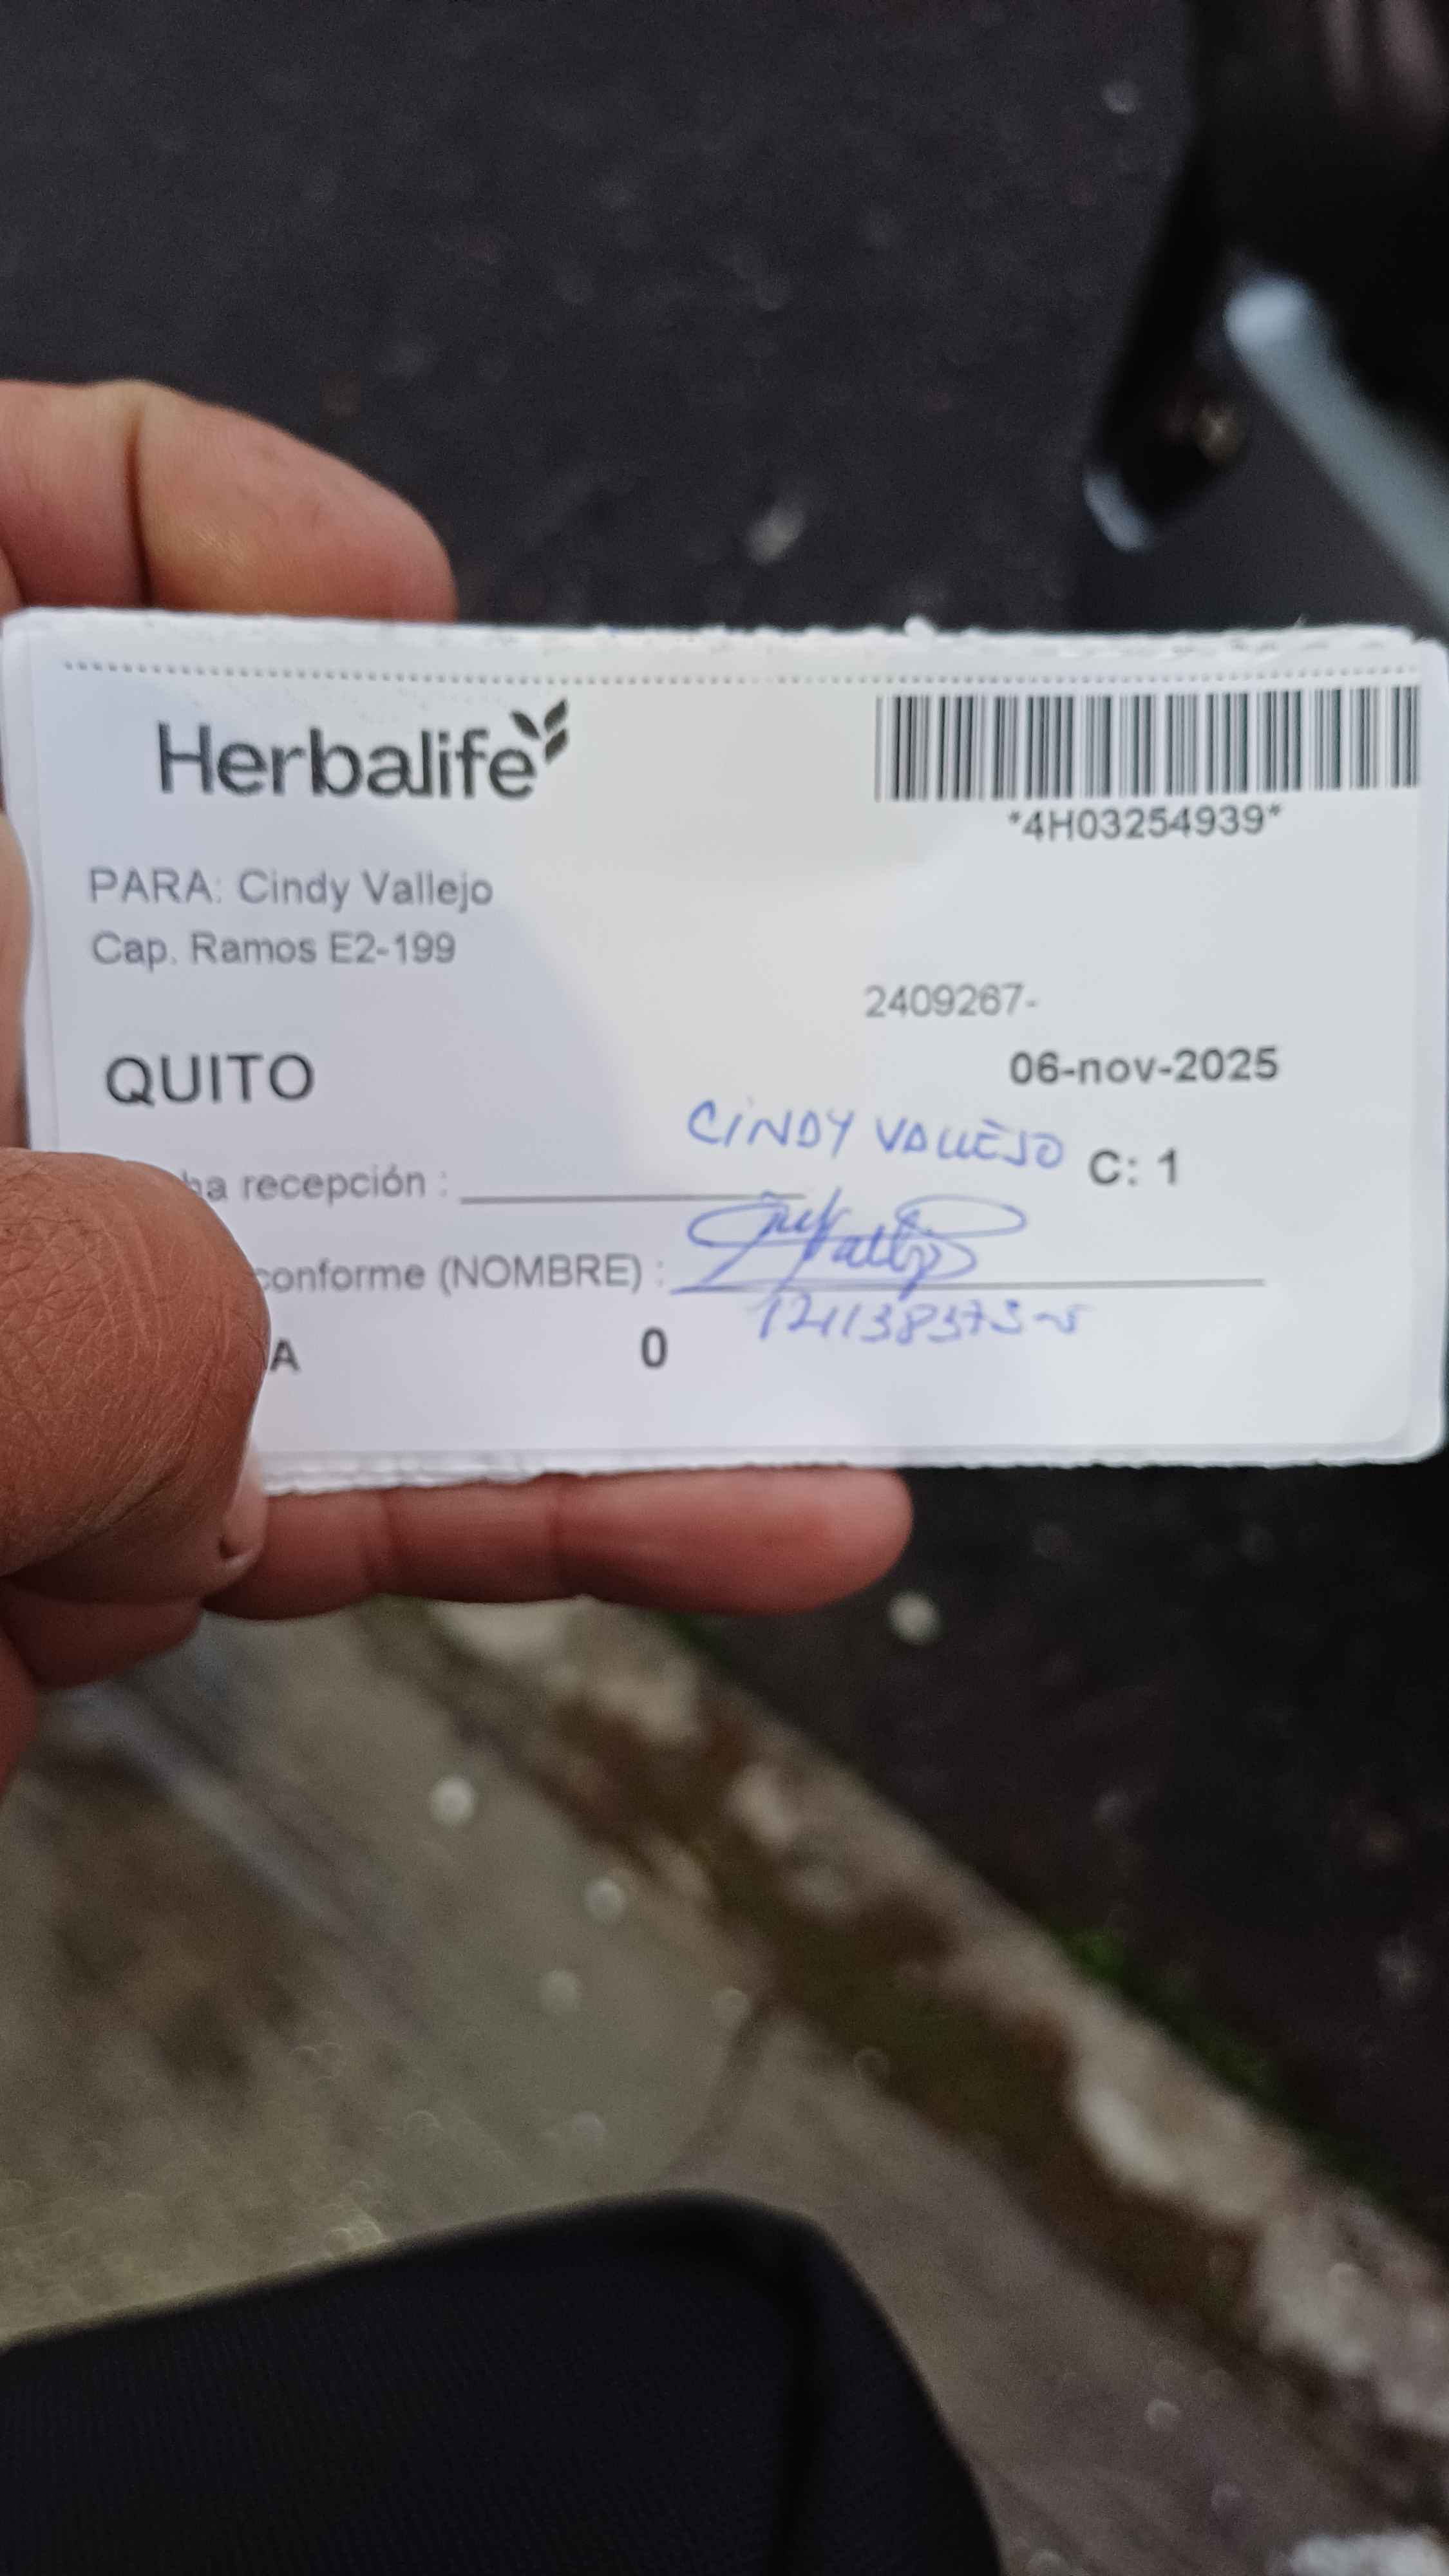 Herbalife
*4H03254939*
PARA: Cindy Vallejo
Cap. Ramos E2-199
2409267-
QUITO
06-nov-2025
CINDY VALLEJO
C: 1
ha recepción :
conforme (NOMBRE) :
A 0